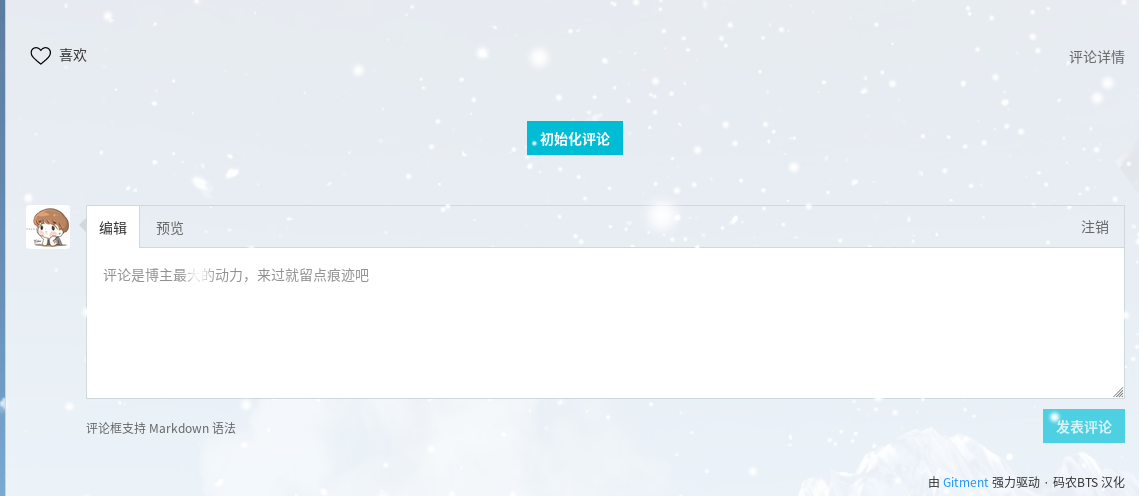 喜欢
评论详情
初始化评论
编辑 预览 注销
评论是博主最大的动力，来过就留点痕迹吧
评论框支持 Markdown 语法
发表评论
由 Gitment 强力驱动 · 码农BTS 汉化